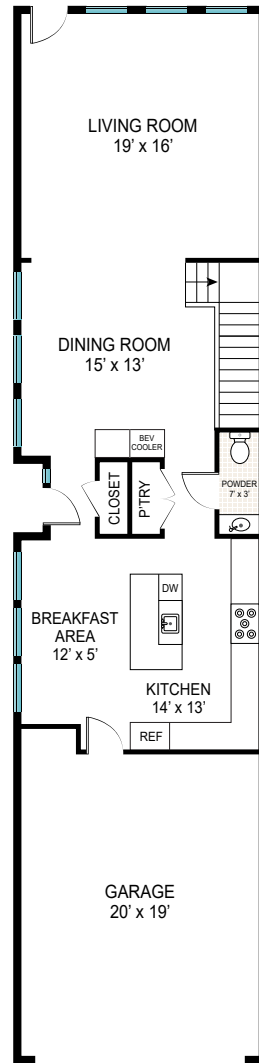 LIVING ROOM
19' x 16'
DINING ROOM
15' x 13'
BEV
COOLER
CLOSET
P'TRY
POWDER
7' x 3'
DW
BREAKFAST
AREA
12' x 5'
KITCHEN
14' x 13'
REF
GARAGE
20' x 19'